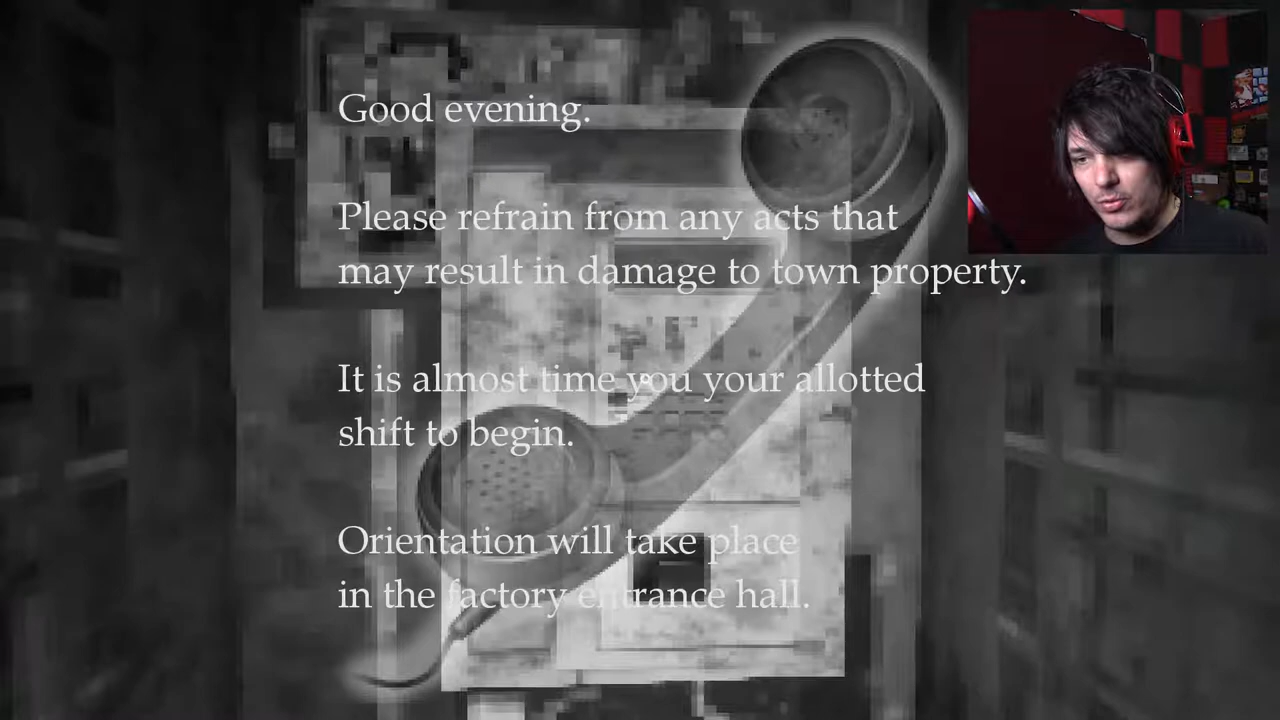 Good evening.
Please refrain from any acts that
may result in damage to town property.
It is almost time you your allotted
shift to begin.
Orientation will take place
in the factory entrance hall.